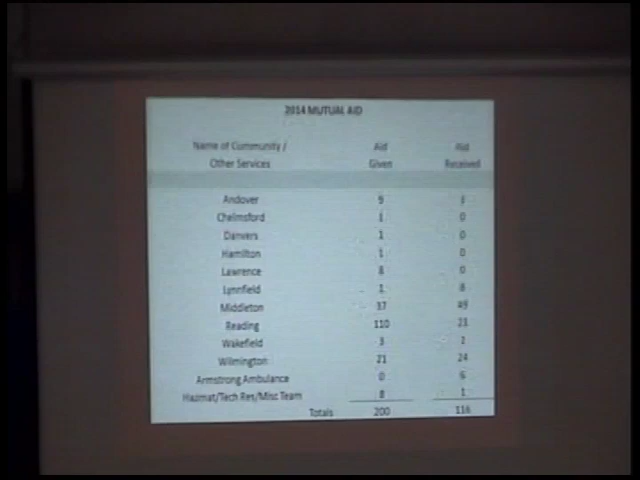 2014 MUTUAL AID
Name of Community / Aid Aid
Other Services Given Received
Andover 9 3
Chelmsford 1 0
Danvers 1 0
Hamilton 1 0
Lawrence 8 0
Lynnfield 1 8
Middleton 37 49
Reading 110 23
Wakefield 3 2
Wilmington 21 24
Armstrong Ambulance 0 6
Hazmat/Tech Res/Misc Team 8 1
Totals 200 116